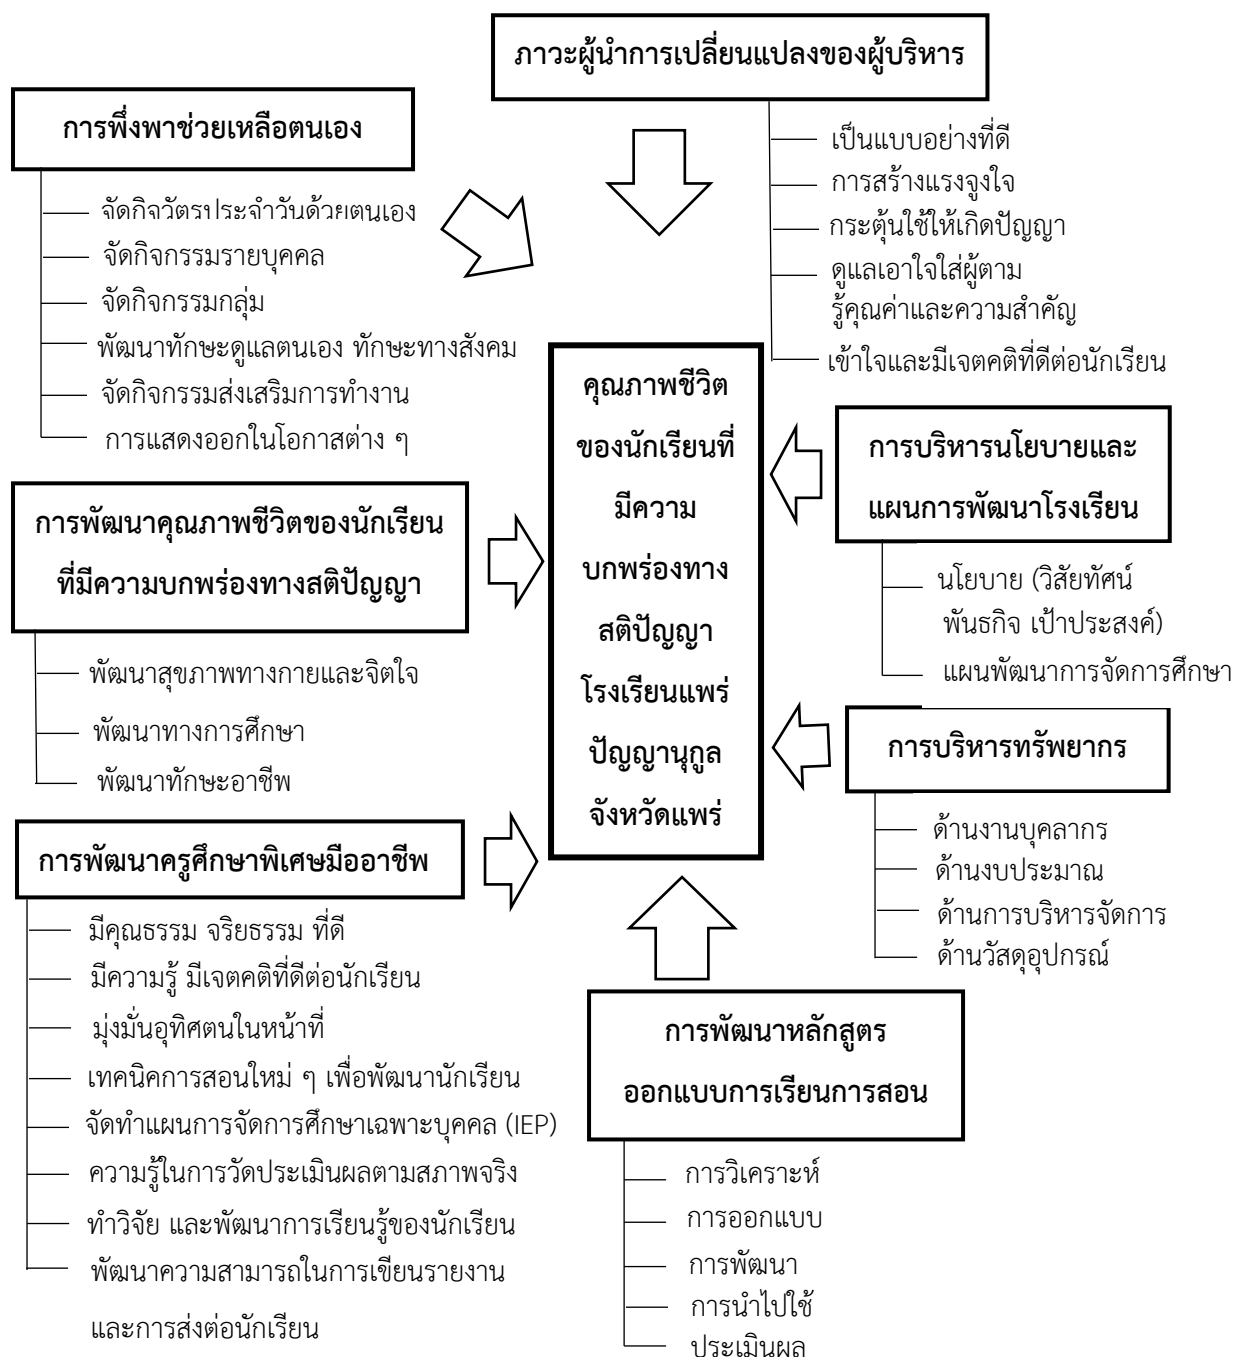 ภาวะผู้นำการเปลี่ยนแปลงของผู้บริหาร
เป็นแบบอย่างที่ดี
การสร้างแรงจูงใจ
กระตุ้นใช้ให้เกิดปัญญา
ดูแลเอาใจใส่ผู้ตาม
รู้คุณค่าและความสำคัญ
เข้าใจและมีเจตคติที่ดีต่อนักเรียน
การพึ่งพาช่วยเหลือตนเอง
จัดกิจวัตรประจำวันด้วยตนเอง
จัดกิจกรรมรายบุคคล
จัดกิจกรรมกลุ่ม
พัฒนาทักษะดูแลตนเอง ทักษะทางสังคม
จัดกิจกรรมส่งเสริมการทำงาน
การแสดงออกในโอกาสต่าง ๆ
คุณภาพชีวิต
ของนักเรียนที่
มีความ
บกพร่องทาง
สติปัญญา
โรงเรียนแพร่
ปัญญานุกูล
จังหวัดแพร่
การบริหารนโยบายและ
แผนการพัฒนาโรงเรียน
นโยบาย (วิสัยทัศน์
พันธกิจ เป้าประสงค์)
แผนพัฒนาการจัดการศึกษา
การพัฒนาคุณภาพชีวิตของนักเรียน
ที่มีความบกพร่องทางสติปัญญา
พัฒนาสุขภาพทางกายและจิตใจ
พัฒนาทางการศึกษา
พัฒนาทักษะอาชีพ
การบริหารทรัพยากร
ด้านงานบุคลากร
ด้านงบประมาณ
ด้านการบริหารจัดการ
ด้านวัสดุอุปกรณ์
การพัฒนาครูศึกษาพิเศษมืออาชีพ
มีคุณธรรม จริยธรรม ที่ดี
มีความรู้ มีเจตคติที่ดีต่อนักเรียน
มุ่งมั่นอุทิศตนในหน้าที่
เทคนิคการสอนใหม่ ๆ เพื่อพัฒนานักเรียน
จัดทำแผนการจัดการศึกษาเฉพาะบุคคล (IEP)
ความรู้ในการวัดประเมินผลตามสภาพจริง
ทำวิจัย และพัฒนาการเรียนรู้ของนักเรียน
พัฒนาความสามารถในการเขียนรายงาน
และการส่งต่อนักเรียน
การพัฒนาหลักสูตร
ออกแบบการเรียนการสอน
การวิเคราะห์
การออกแบบ
การพัฒนา
การนำไปใช้
ประเมินผล